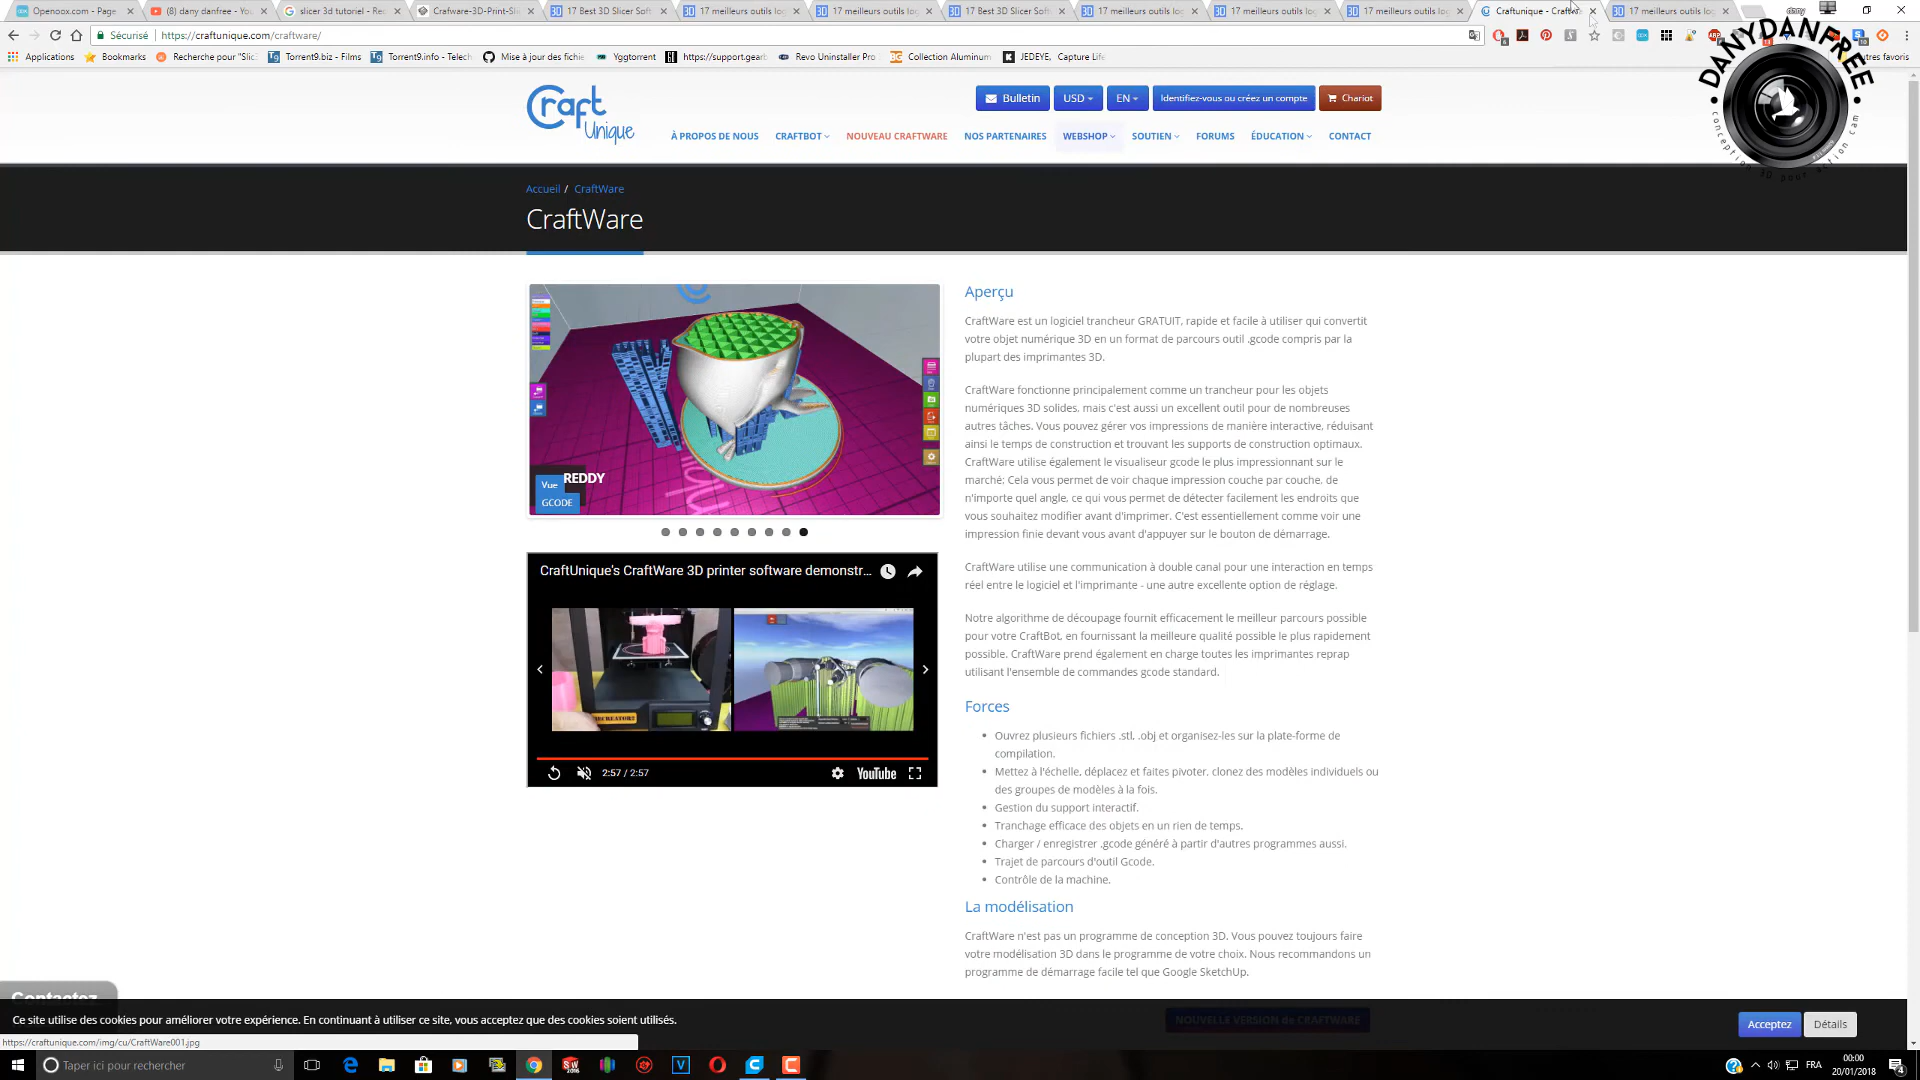 Openoox.com - Page
(8) dany danfree - You
slicer 3d tutoriel - Rec
Crafware-3D-Print-Slic
17 Best 3D Slicer Softw
17 meilleurs outils log
17 meilleurs outils log
17 Best 3D Slicer Softw
17 meilleurs outils log
17 meilleurs outils log
17 meilleurs outils log
Craftunique - Craftw
17 meilleurs outils log
Sécurisé
https://craftunique.com/craftware/
Applications
Bookmarks
Recherche pour "Slic
Torrent9.biz - Films
Torrent9.info - Telech
Mise à jour des fichie
Yggtorrent
https://support.gearb
Revo Uninstaller Pro
Collection Aluminum
JEDEYE, Capture Life
autres favoris
DANYDANFREE
conception 3D pour action cam
Craft
Unique
Bulletin
USD
EN
Identifiez-vous ou créez un compte
Chariot
À PROPOS DE NOUS
CRAFTBOT
NOUVEAU CRAFTWARE
NOS PARTENAIRES
WEBSHOP
SOUTIEN
FORUMS
ÉDUCATION
CONTACT
Accueil / CraftWare
CraftWare
Vue
REDDY
GCODE
CraftUnique's CraftWare 3D printer software demonstr...
2:57 / 2:57
YouTube
Aperçu
CraftWare est un logiciel trancheur GRATUIT, rapide et facile à utiliser qui convertit
votre objet numérique 3D en un format de parcours outil .gcode compris par la
plupart des imprimantes 3D.
CraftWare fonctionne principalement comme un trancheur pour les objets
numériques 3D solides, mais c'est aussi un excellent outil pour de nombreuses
autres tâches. Vous pouvez gérer vos impressions de manière interactive, réduisant
ainsi le temps de construction et trouvant les supports de construction optimaux.
CraftWare utilise également le visualiseur gcode le plus impressionnant sur le
marché; Cela vous permet de voir chaque impression couche par couche, de
n'importe quel angle, ce qui vous permet de détecter facilement les endroits que
vous souhaitez modifier avant d'imprimer. C'est essentiellement comme voir une
impression finie devant vous avant d'appuyer sur le bouton de démarrage.
CraftWare utilise une communication à double canal pour une interaction en temps
réel entre le logiciel et l'imprimante - une autre excellente option de réglage.
Notre algorithme de découpage fournit efficacement le meilleur parcours possible
pour votre CraftBot, en fournissant la meilleure qualité possible le plus rapidement
possible. CraftWare prend également en charge toutes les imprimantes reprap
utilisant l'ensemble de commandes gcode standard.
Forces
Ouvrez plusieurs fichiers .stl, .obj et organisez-les sur la plate-forme de
compilation.
Mettez à l'échelle, déplacez et faites pivoter, clonez des modèles individuels ou
des groupes de modèles à la fois.
Gestion du support interactif.
Tranchage efficace des objets en un rien de temps.
Charger / enregistrer .gcode généré à partir d'autres programmes aussi.
Trajet de parcours d'outil Gcode.
Contrôle de la machine.
La modélisation
CraftWare n'est pas un programme de conception 3D. Vous pouvez toujours faire
votre modélisation 3D dans le programme de votre choix. Nous recommandons un
programme de démarrage facile tel que Google SketchUp.
NOUVELLE VERSION de CRAFTWARE
Contactez
Ce site utilise des cookies pour améliorer votre expérience. En continuant à utiliser ce site, vous acceptez que des cookies soient utilisés.
Acceptez
Détails
https://craftunique.com/img/cu/CraftWare001.jpg
Taper ici pour rechercher
FRA
00:00
20/01/2018